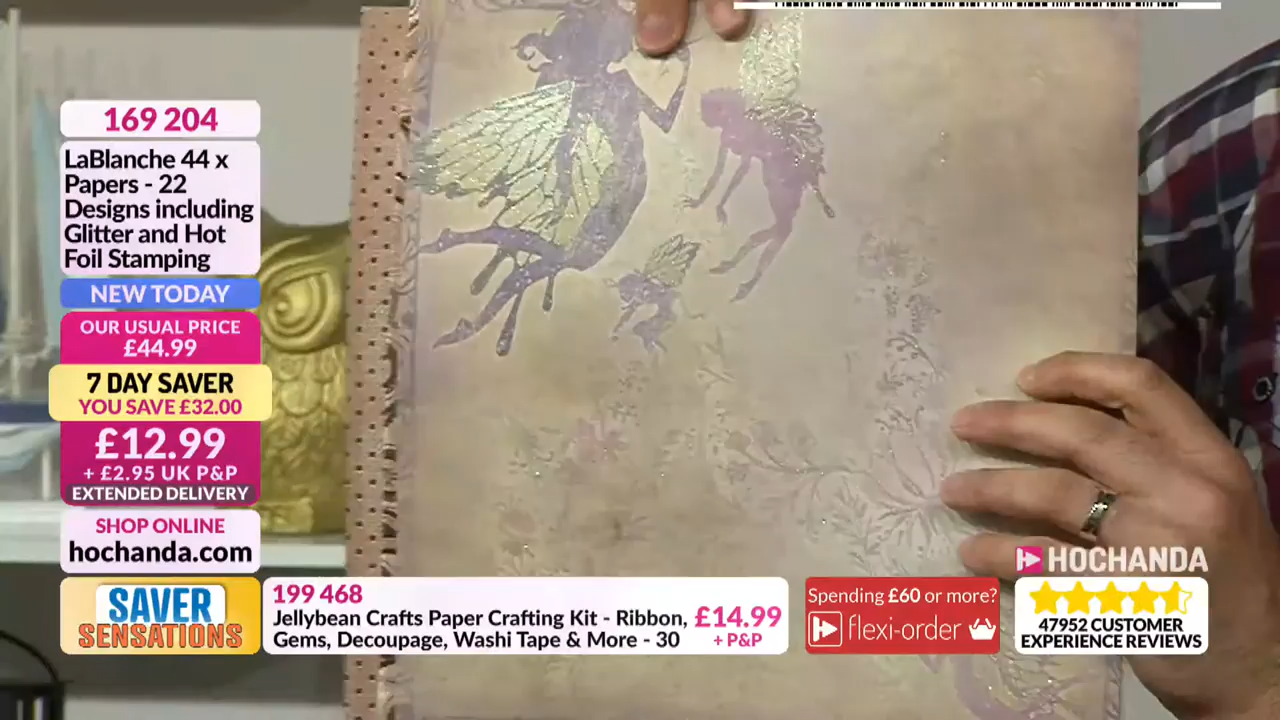 169 204
LaBlanche 44 x
Papers - 22
Designs including
Glitter and Hot
Foil Stamping
NEW TODAY
OUR USUAL PRICE
£44.99
7 DAY SAVER
YOU SAVE £32.00
£12.99
+ £2.95 UK P&P
EXTENDED DELIVERY
SHOP ONLINE
hochanda.com
SAVER
SENSATIONS
199 468
Jellybean Crafts Paper Crafting Kit - Ribbon,
Gems, Decoupage, Washi Tape & More - 30
£14.99
+ P&P
Spending £60 or more?
flexi-order
HOCHANDA
47952 CUSTOMER
EXPERIENCE REVIEWS